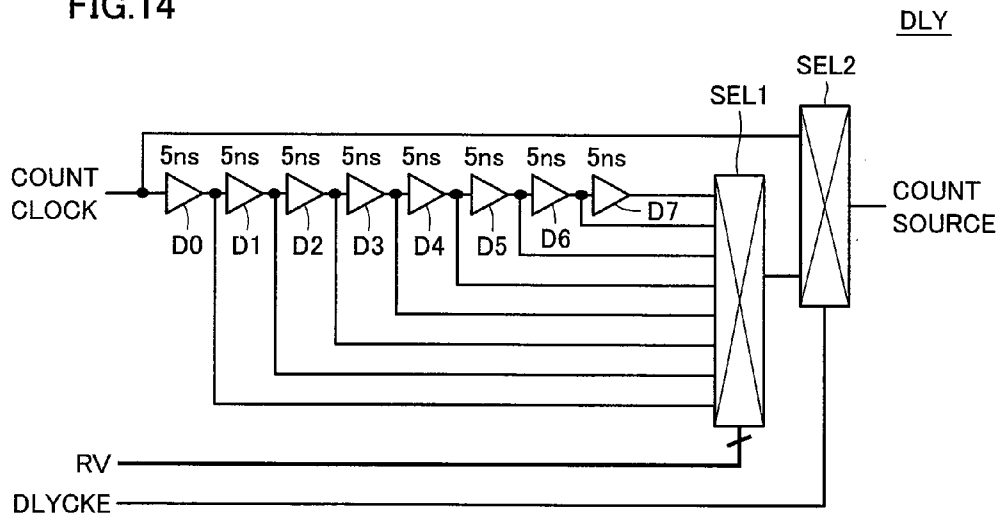 FIG.14
DLY
SEL2
SEL1
5ns 5ns 5ns 5ns 5ns 5ns 5ns 5ns
COUNT
CLOCK
D0 D1 D2 D3 D4 D5 D6 D7
COUNT
SOURCE
RV
DLYCKE